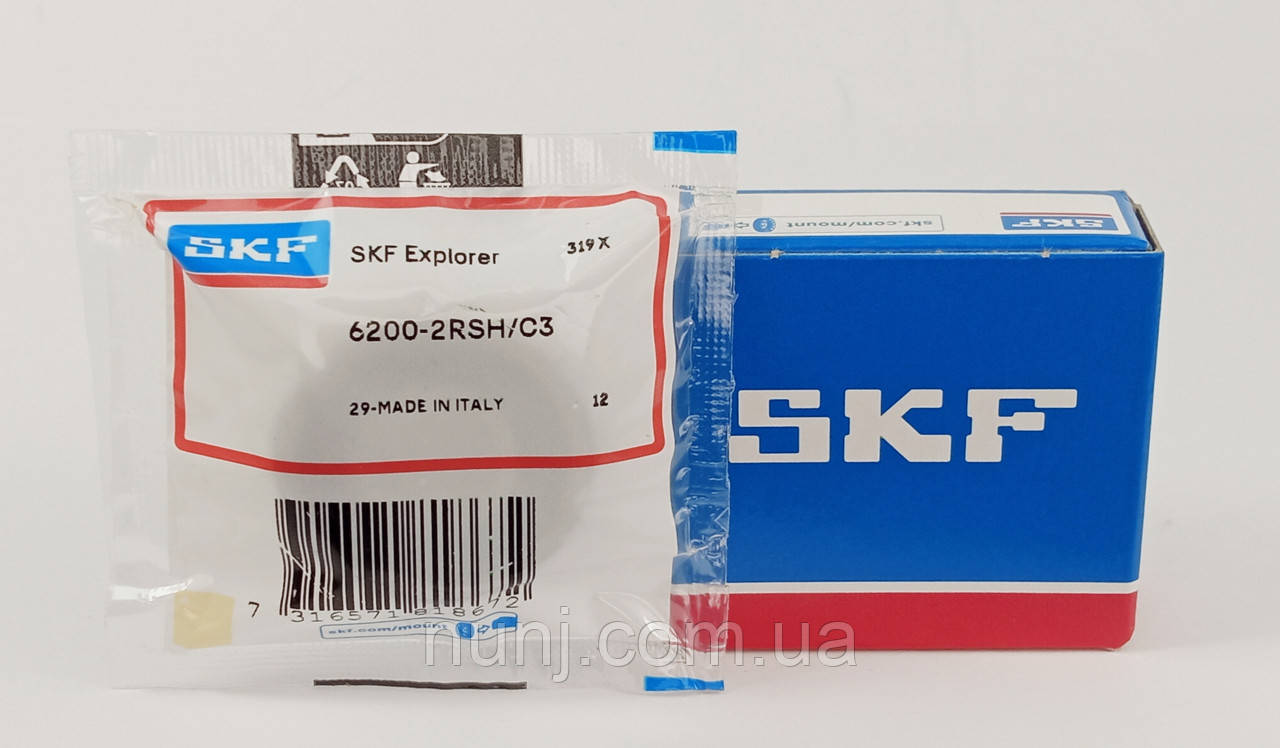 SKF
SKF Explorer
319X
6200-2RSH/C3
29-MADE IN ITALY
12
7 316571 818672
skf.com/mount
skf.com/mount
SKF
SKF
nunj.com.ua